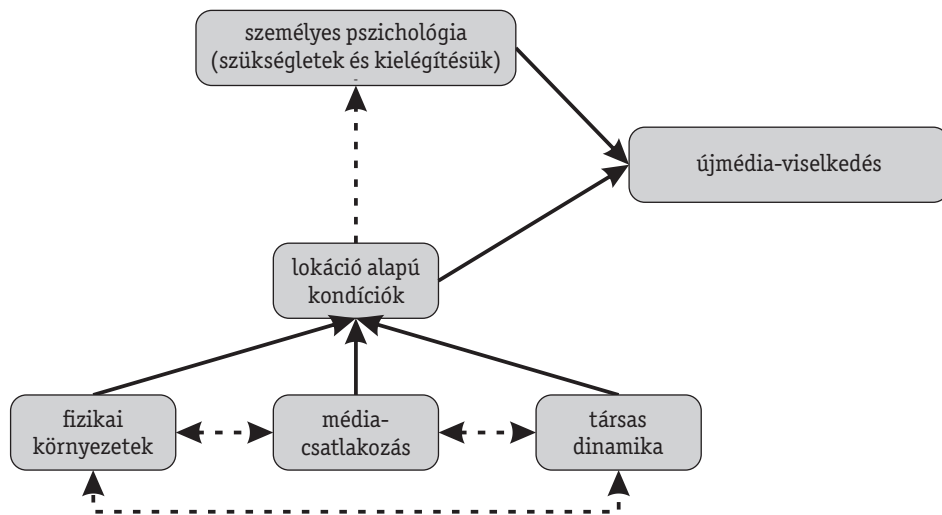 személyes pszichológia
(szükségletek és kielégítésük)
újmédia-viselkedés
lokáció alapú
kondíciók
fizikai
környezetek
média-
csatlakozás
társas
dinamika